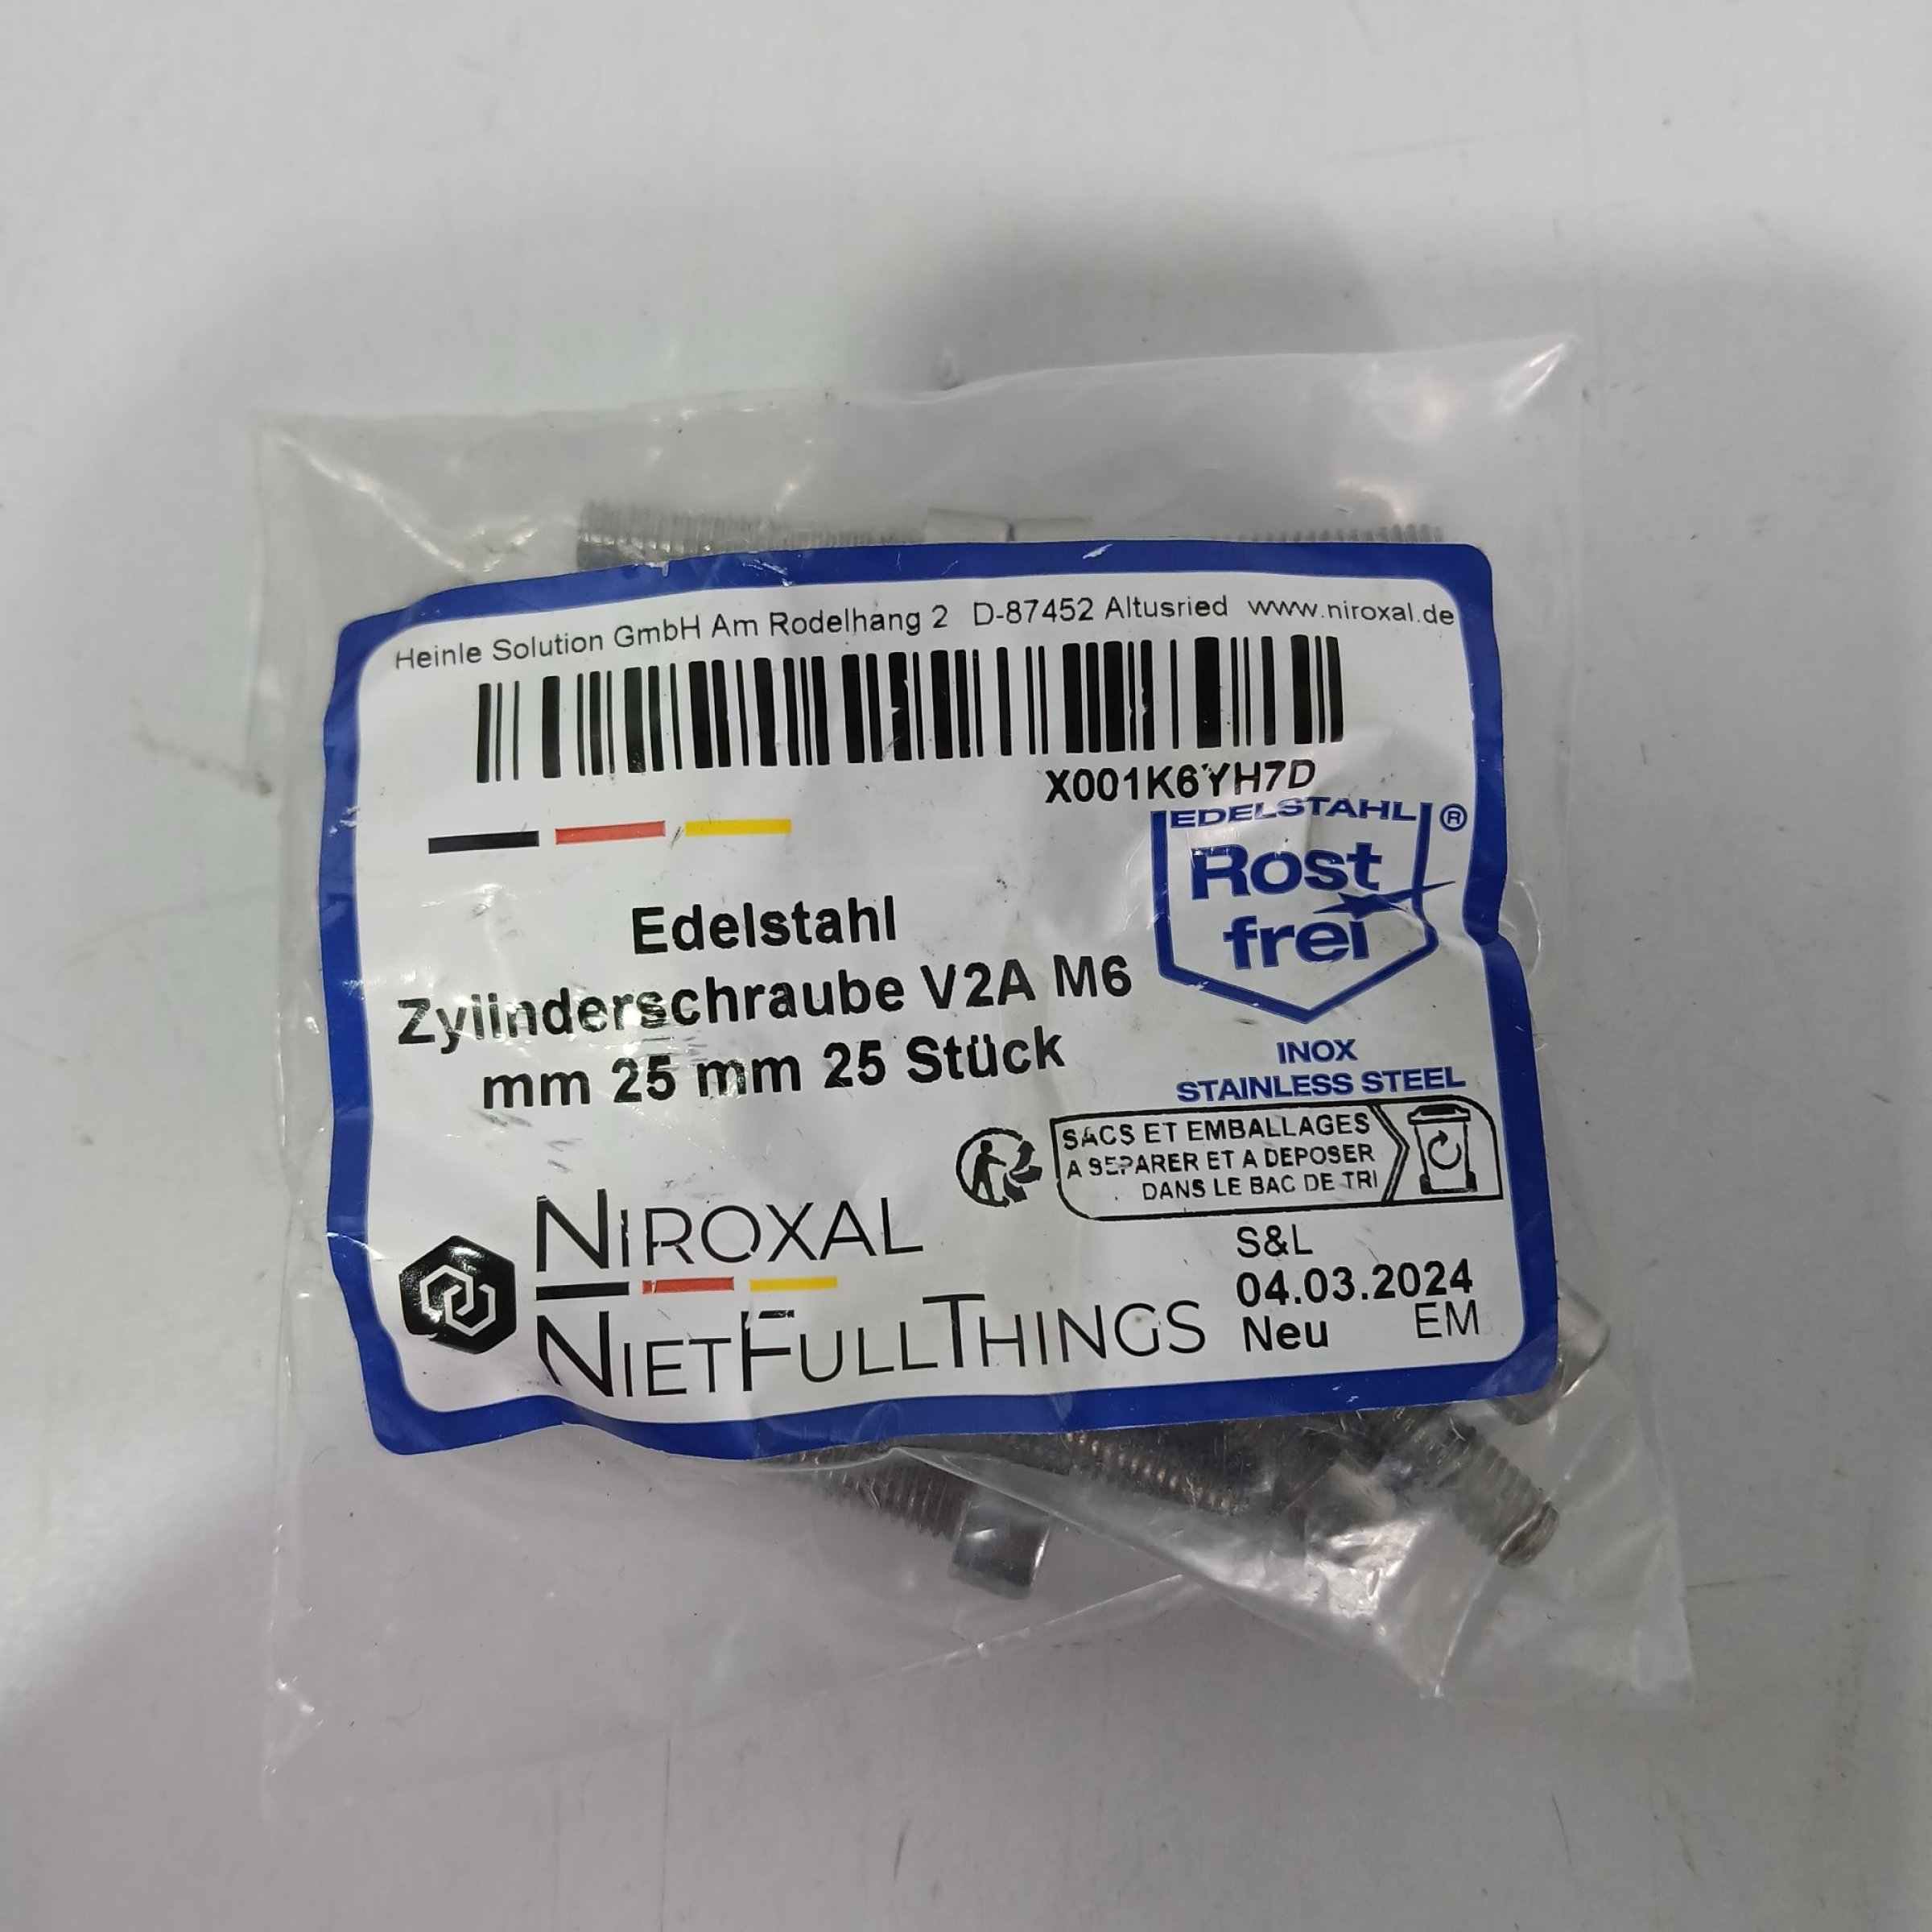 Heinle Solution GmbH Am Rodelhang 2 D-87452 Altusried www.niroxal.de
X001K6YH7D
EDELSTAHL ®
Rost
frei
Edelstahl
Zylinderschraube V2A M6
mm 25 mm 25 Stück
INOX
STAINLESS STEEL
SACS ET EMBALLAGES
A SEPARER ET A DEPOSER
DANS LE BAC DE TRI
NIROXAL
NIETFULLTHINGS
S&L
04.03.2024
Neu EM